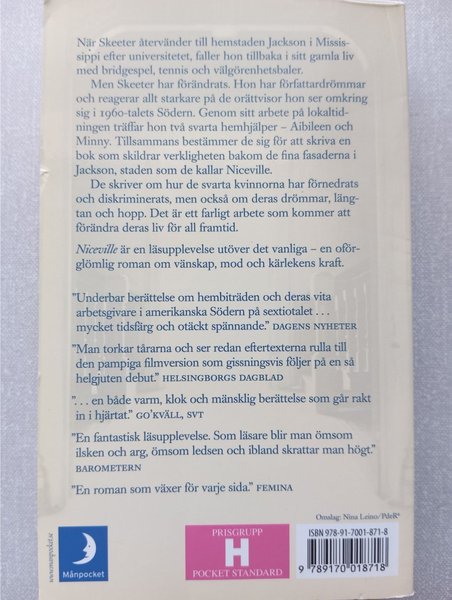 När Skeeter återvänder till hemstaden Jackson i Missis-
sippi efter universitetet, faller hon tillbaka i sitt gamla liv
med bridgespel, tennis och välgörenhetsbaler.
Men Skeeter har förändrats. Hon har författardrömmar
och reagerar allt starkare på de orättvisor hon ser omkring
sig i 1960-talets Södern. Genom sitt arbete på lokaltid-
ningen träffar hon två svarta hemhjälper – Aibileen och
Minny. Tillsammans bestämmer de sig för att skriva en
bok som skildrar verkligheten bakom de fina fasaderna i
Jackson, staden som de kallar Niceville.
De skriver om hur de svarta kvinnorna har förnedrats
och diskriminerats, men också om deras drömmar, läng-
tan och hopp. Det är ett farligt arbete som kommer att
förändra deras liv för all framtid.
Niceville är en läsupplevelse utöver det vanliga – en oför-
glömlig roman om vänskap, mod och kärlekens kraft.
"Underbar berättelse om hembiträden och deras vita
arbetsgivare i amerikanska Södern på sextiotalet . . .
mycket tidsfärg och otäckt spännande." DAGENS NYHETER
"Man torkar tårarna och ser redan eftertexterna rulla till
den pampiga filmversion som gissningsvis följer på en så
helgjuten debut." HELSINGBORGS DAGBLAD
". . . en både varm, klok och mänsklig berättelse som går rakt
in i hjärtat." GO'KVÄLL, SVT
"En fantastisk läsupplevelse. Som läsare blir man ömsom
ilsken och arg, ömsom ledsen och ibland skrattar man högt."
BAROMETERN
"En roman som växer för varje sida." FEMINA
Omslag: Nina Leino/PdeR⁴
www.manpocket.se
Månpocket
PRISGRUPP
H
POCKET STANDARD
ISBN 978-91-7001-871-8
9 789170 018718